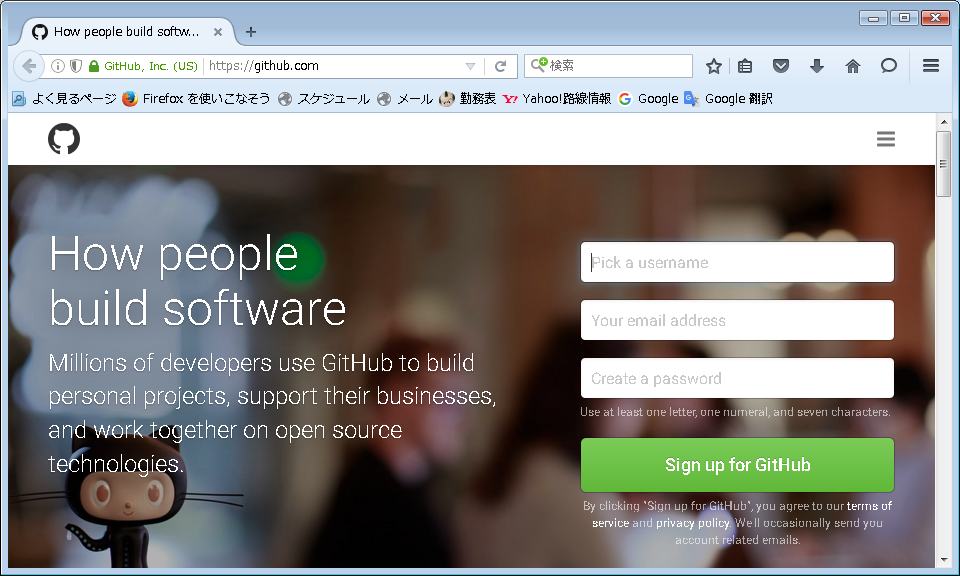 How people build softw...
GitHub, Inc. (US) https://github.com
検索
よく見るページ Firefox を使いこなそう スケジュール メール 勤務表 Yahoo!路線情報 Google Google 翻訳
How people
build software
Millions of developers use GitHub to build
personal projects, support their businesses,
and work together on open source
technologies.
Pick a username
Your email address
Create a password
Use at least one letter, one numeral, and seven characters.
Sign up for GitHub
By clicking "Sign up for GitHub", you agree to our terms of
service and privacy policy. We'll occasionally send you
account related emails.